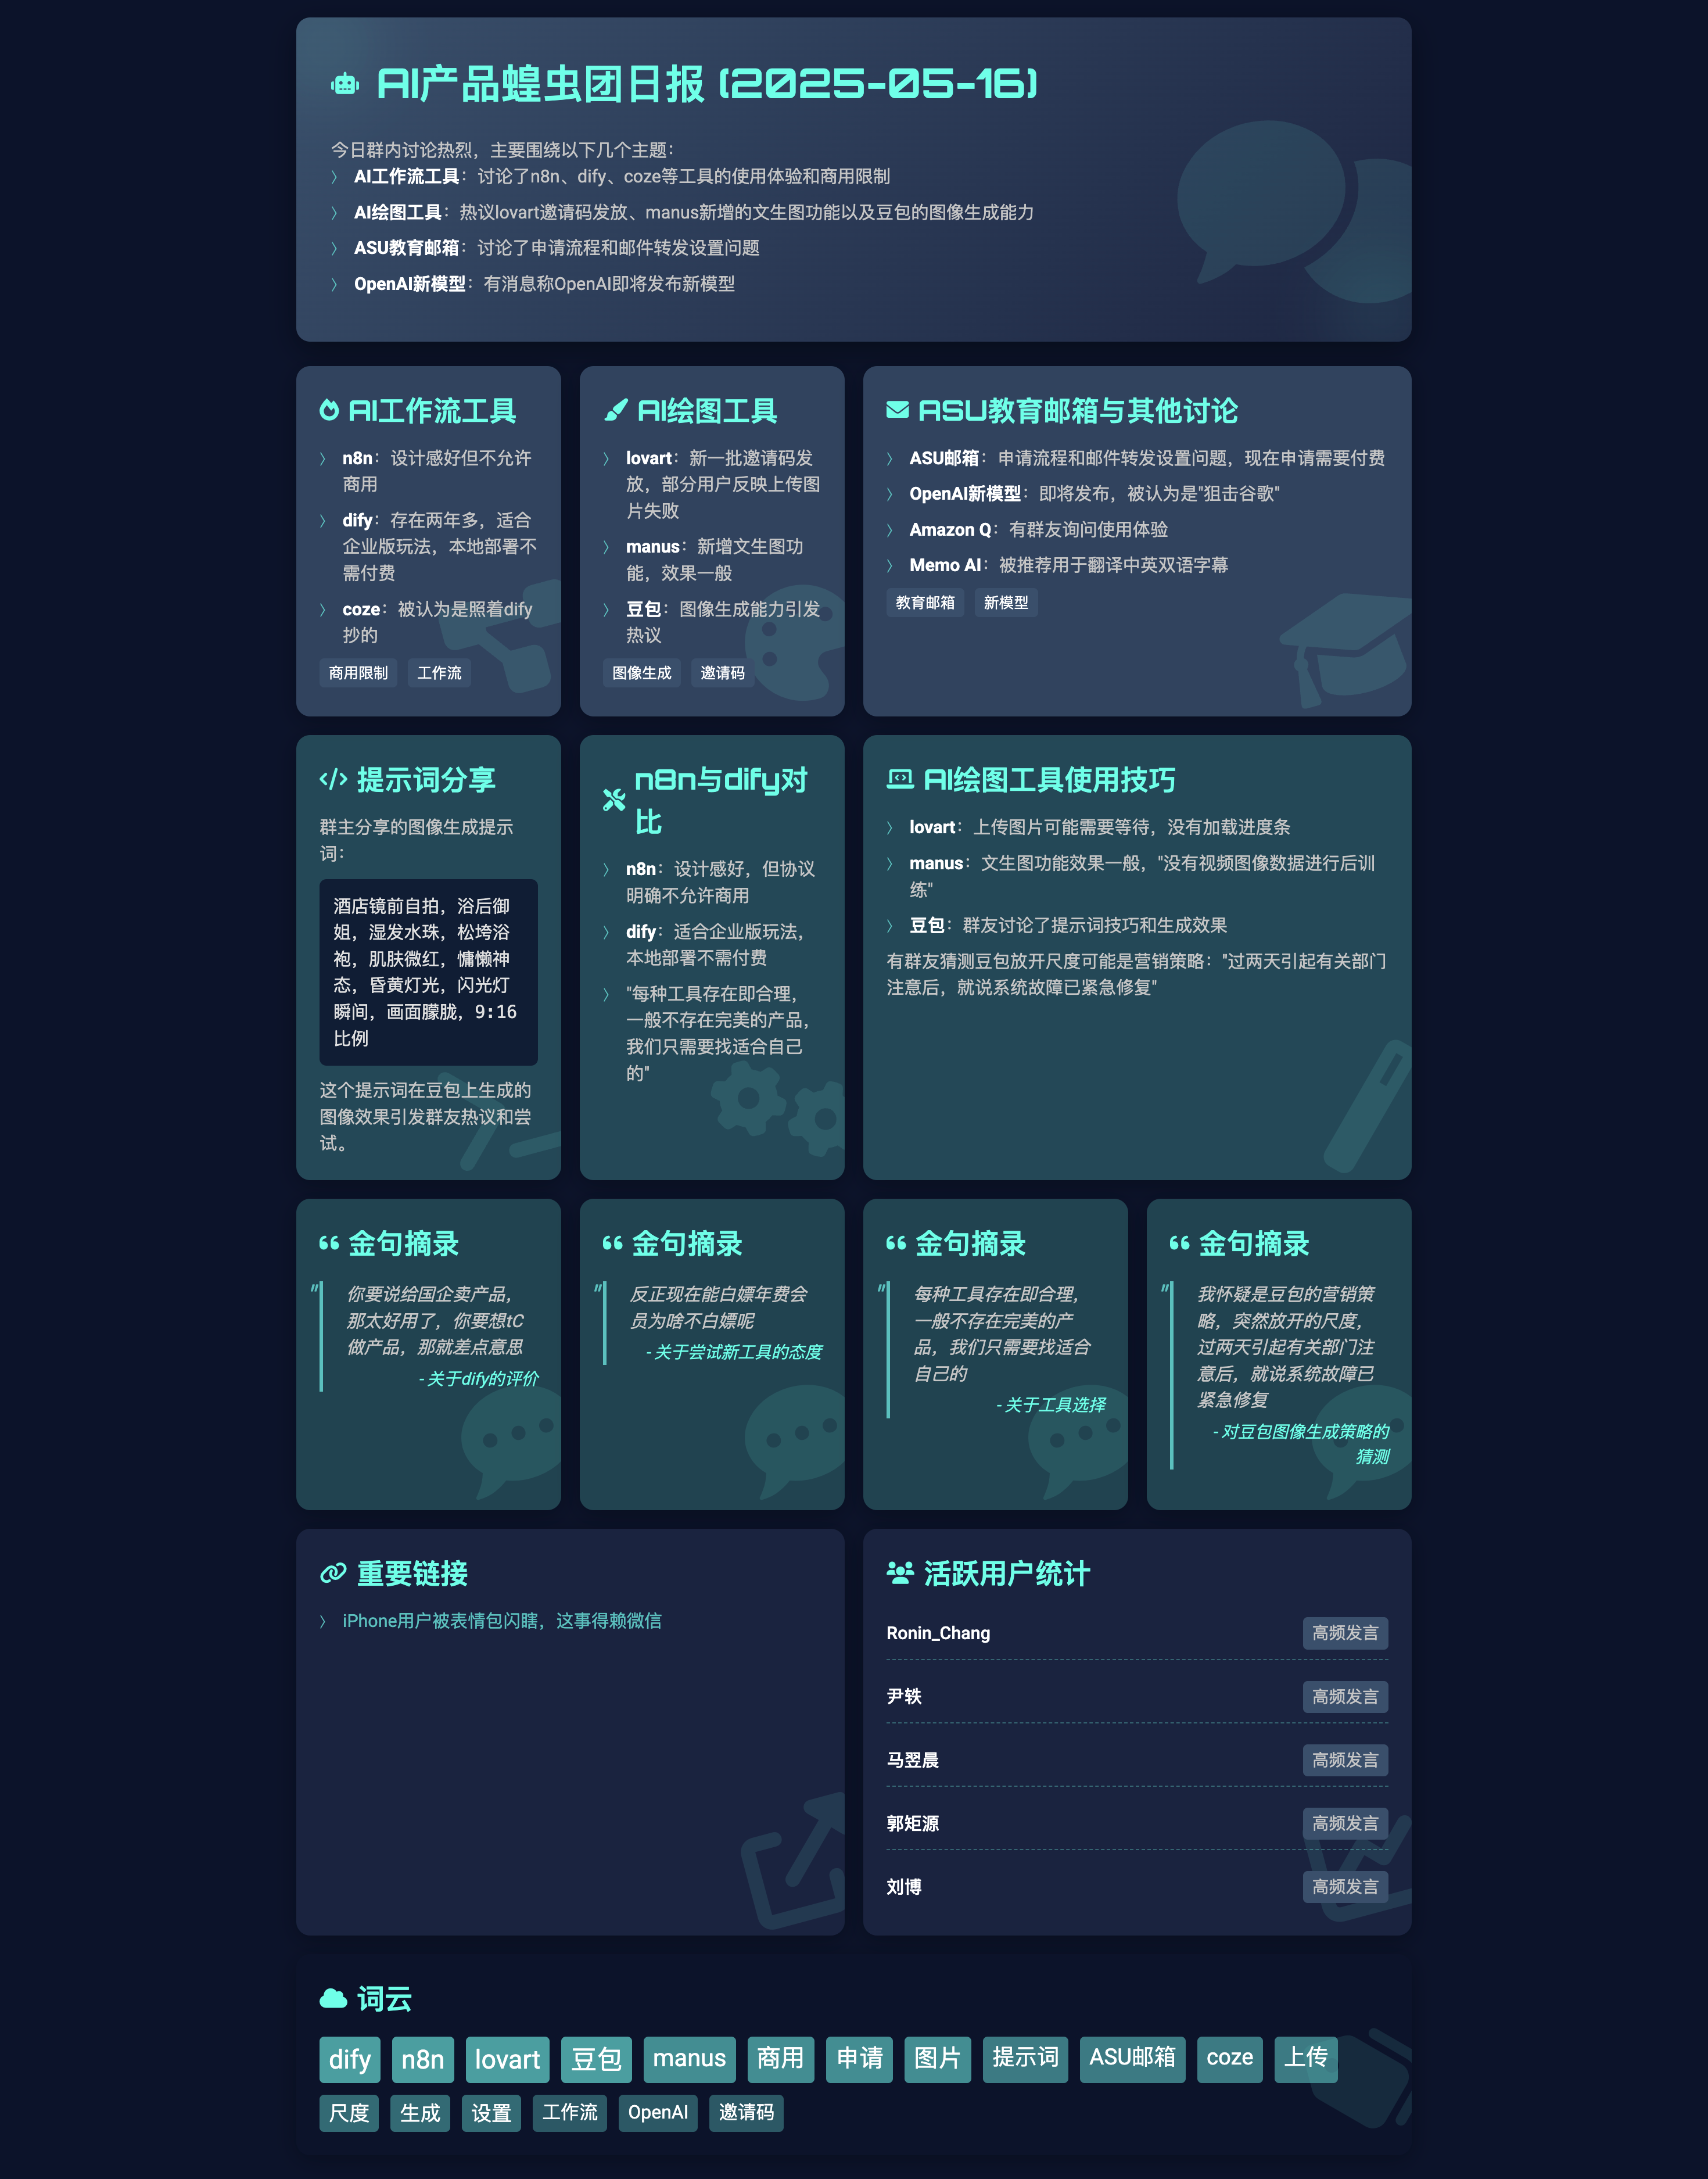 AI产品蝗虫团日报 (2025-05-16)
今日群内讨论热烈，主要围绕以下几个主题：
AI工作流工具：讨论了n8n、dify、coze等工具的使用体验和商用限制
AI绘图工具：热议lovart邀请码发放、manus新增的文生图功能以及豆包的图像生成能力
ASU教育邮箱：讨论了申请流程和邮件转发设置问题
OpenAI新模型：有消息称OpenAI即将发布新模型
AI工作流工具
n8n：设计感好但不允许
商用
dify：存在两年多，适合
企业版玩法，本地部署不
需付费
coze：被认为是照着dify
抄的
商用限制 工作流
AI绘图工具
lovart：新一批邀请码发
放，部分用户反映上传图
片失败
manus：新增文生图功
能，效果一般
豆包：图像生成能力引发
热议
图像生成 邀请码
ASU教育邮箱与其他讨论
ASU邮箱：申请流程和邮件转发设置问题，现在申请需要付费
OpenAI新模型：即将发布，被认为是"狙击谷歌"
Amazon Q：有群友询问使用体验
Memo AI：被推荐用于翻译中英双语字幕
教育邮箱 新模型
提示词分享
群主分享的图像生成提示
词：
酒店镜前自拍，浴后御
姐，湿发水珠，松垮浴
袍，肌肤微红，慵懒神
态，昏黄灯光，闪光灯
瞬间，画面朦胧，9:16
比例
这个提示词在豆包上生成的
图像效果引发群友热议和尝
试。
n8n与dify对
比
n8n：设计感好，但协议
明确不允许商用
dify：适合企业版玩法，
本地部署不需付费
"每种工具存在即合理，
一般不存在完美的产品，
我们只需要找适合自己
的"
AI绘图工具使用技巧
lovart：上传图片可能需要等待，没有加载进度条
manus：文生图功能效果一般，"没有视频图像数据进行后训
练"
豆包：群友讨论了提示词技巧和生成效果
有群友猜测豆包放开尺度可能是营销策略："过两天引起有关部门
注意后，就说系统故障已紧急修复"
金句摘录
"
你要说给国企卖产品，
那太好用了，你要想tC
做产品，那就差点意思
- 关于dify的评价
金句摘录
"
反正现在能白嫖年费会
员为啥不白嫖呢
- 关于尝试新工具的态度
金句摘录
"
每种工具存在即合理，
一般不存在完美的产
品，我们只需要找适合
自己的
- 关于工具选择
金句摘录
"
我怀疑是豆包的营销策
略，突然放开的尺度，
过两天引起有关部门注
意后，就说系统故障已
紧急修复
- 对豆包图像生成策略的
猜测
重要链接
iPhone用户被表情包闪瞎，这事得赖微信
活跃用户统计
Ronin_Chang 高频发言
尹轶 高频发言
马翌晨 高频发言
郭矩源 高频发言
刘博 高频发言
词云
dify n8n lovart 豆包 manus 商用 申请 图片 提示词 ASU邮箱 coze 上传
尺度 生成 设置 工作流 OpenAI 邀请码